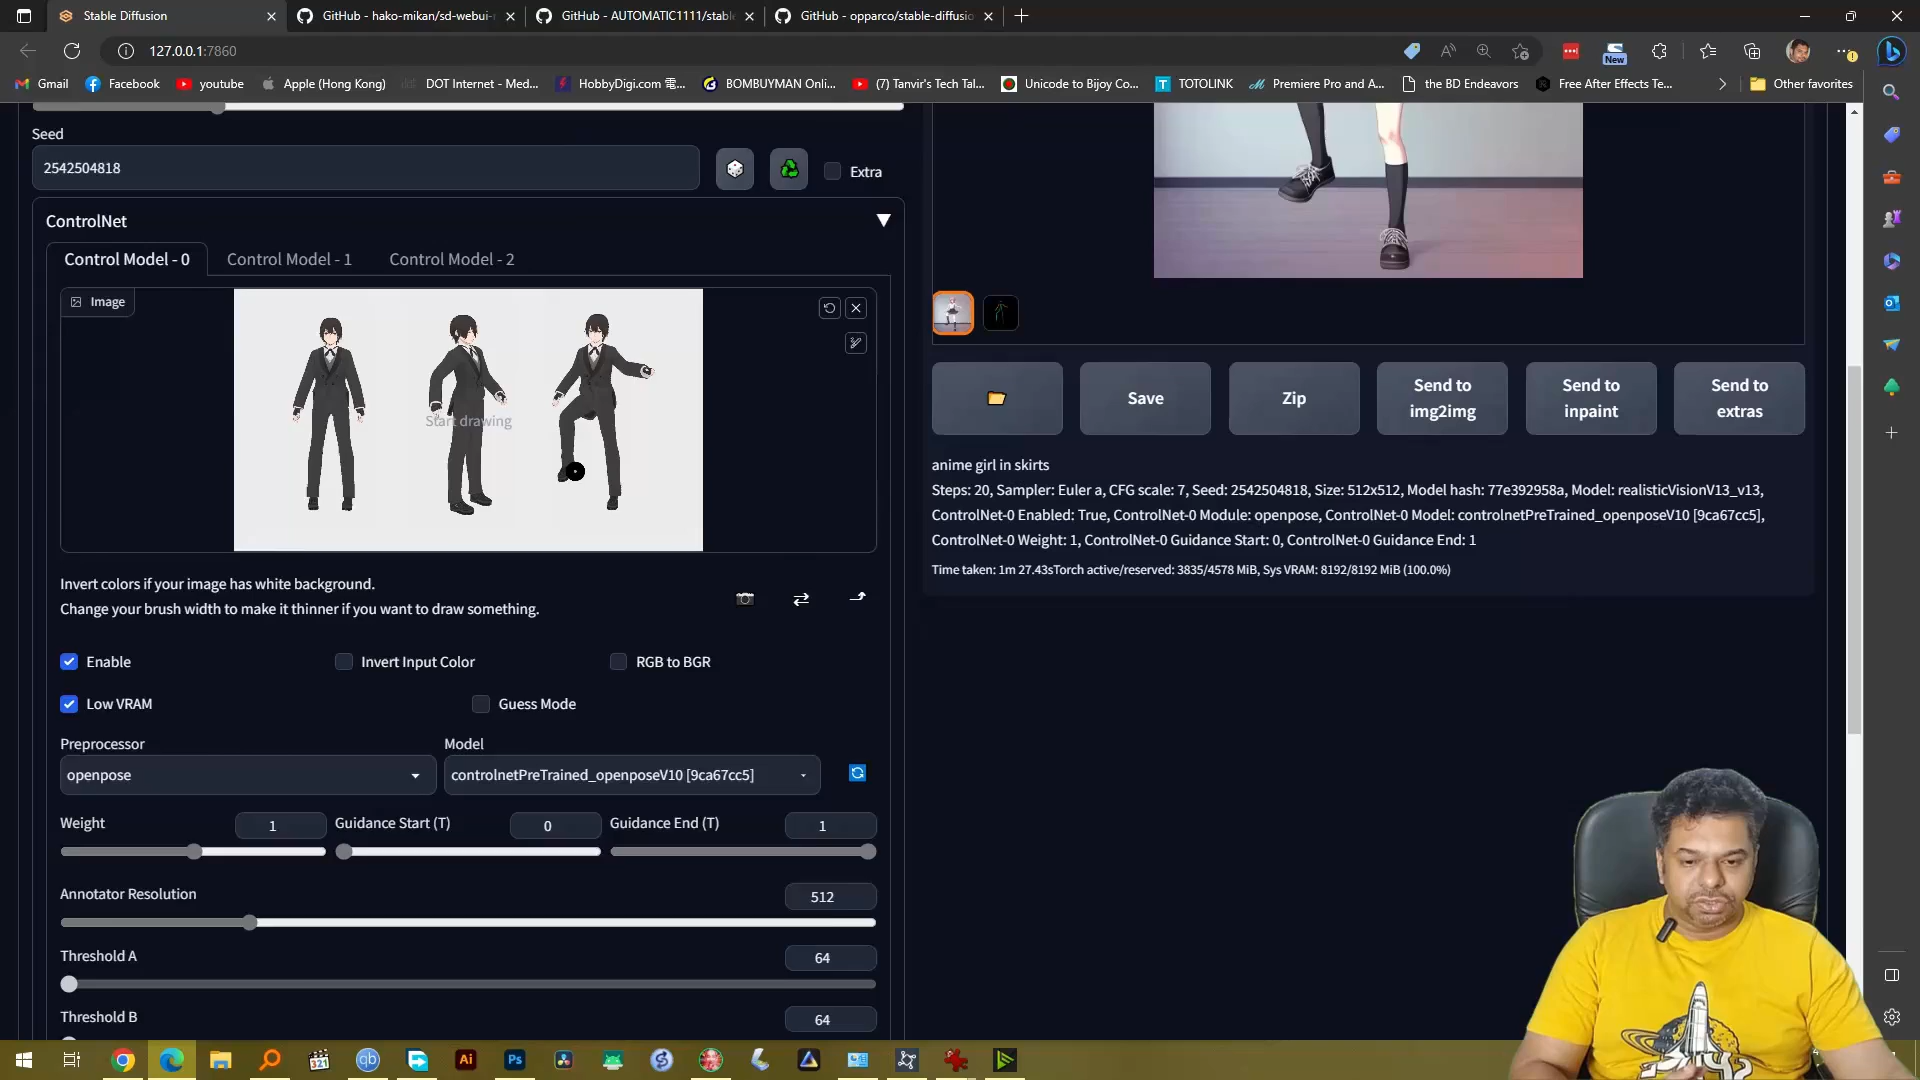 Stable Diffusion
GitHub - hako-mikan/sd-webui-
GitHub - AUTOMATIC1111/stable
GitHub - opparco/stable-diffusio
127.0.0.1:7860
New
Gmail
Facebook
youtube
Apple (Hong Kong)
DOT Internet - Med...
HobbyDigi.com 電...
BOMBUYMAN Onli...
(7) Tanvir's Tech Tal...
Unicode to Bijoy Co...
TOTOLINK
Premiere Pro and A...
the BD Endeavors
Free After Effects Te...
Other favorites
Seed
2542504818
Extra
ControlNet
Control Model - 0
Control Model - 1
Control Model - 2
Image
Start drawing
Invert colors if your image has white background.
Change your brush width to make it thinner if you want to draw something.
Enable
Invert Input Color
RGB to BGR
Low VRAM
Guess Mode
Preprocessor
Model
openpose
controlnetPreTrained_openposeV10 [9ca67cc5]
Weight
1
Guidance Start (T)
0
Guidance End (T)
1
Annotator Resolution
512
Threshold A
64
Threshold B
64
Save
Zip
Send to
img2img
Send to
inpaint
Send to
extras
anime girl in skirts
Steps: 20, Sampler: Euler a, CFG scale: 7, Seed: 2542504818, Size: 512x512, Model hash: 77e392958a, Model: realisticVisionV13_v13,
ControlNet-0 Enabled: True, ControlNet-0 Module: openpose, ControlNet-0 Model: controlnetPreTrained_openposeV10 [9ca67cc5],
ControlNet-0 Weight: 1, ControlNet-0 Guidance Start: 0, ControlNet-0 Guidance End: 1
Time taken: 1m 27.43sTorch active/reserved: 3835/4578 MiB, Sys VRAM: 8192/8192 MiB (100.0%)
321
qb
Ai
Ps